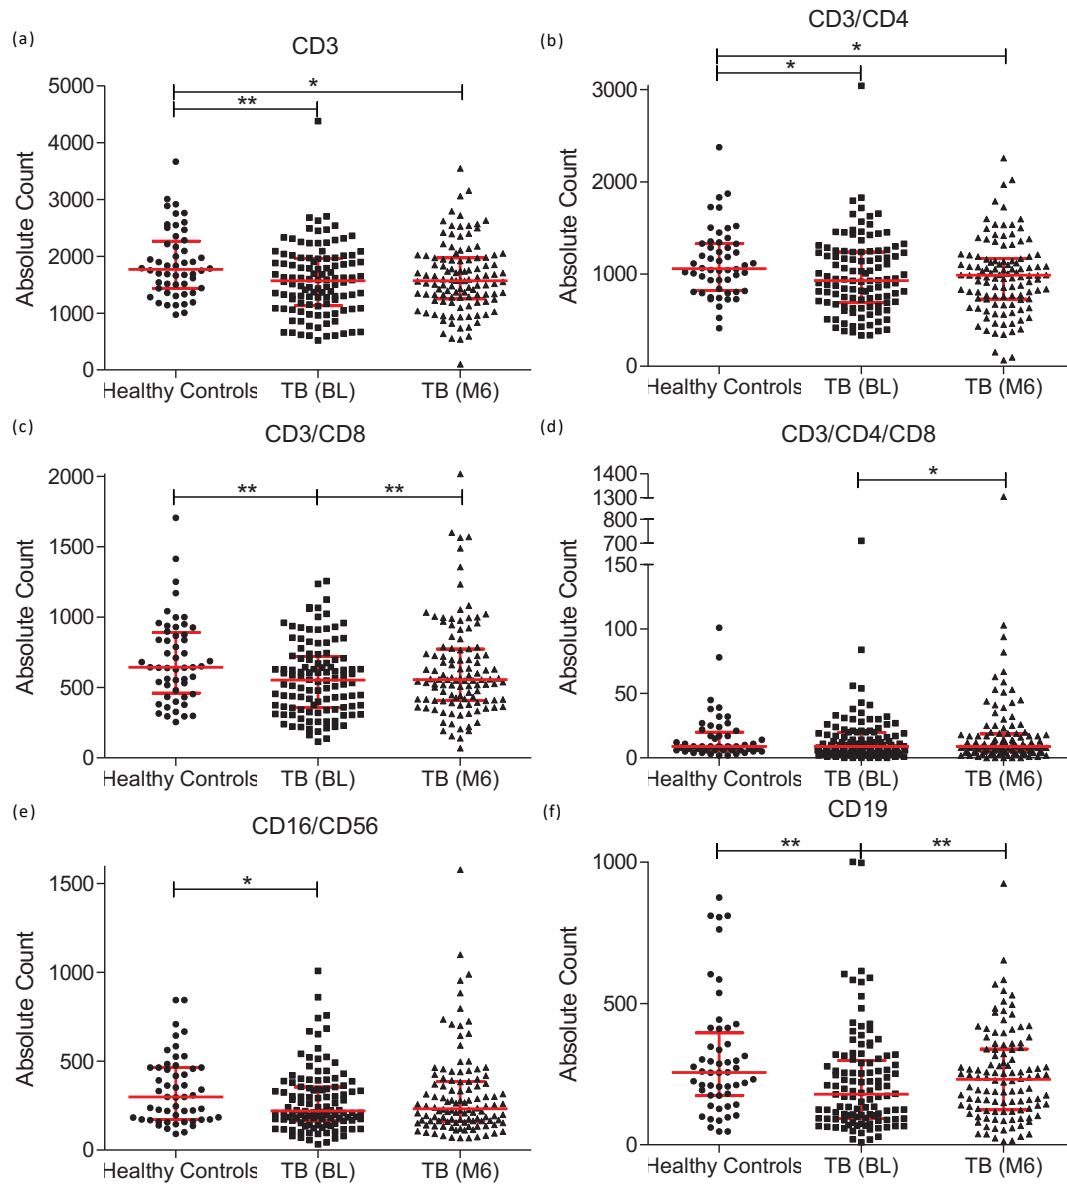 (a)
CD3
**
*
Absolute Count
5000
4000
3000
2000
1000
0
Healthy Controls
TB (BL)
TB (M6)
(b)
CD3/CD4
*
*
Absolute Count
3000
2000
1000
0
Healthy Controls
TB (BL)
TB (M6)
(c)
CD3/CD8
**
**
Absolute Count
2000
1500
1000
500
0
Healthy Controls
TB (BL)
TB (M6)
(d)
CD3/CD4/CD8
*
Absolute Count
1400
1300
800
700
150
100
50
0
Healthy Controls
TB (BL)
TB (M6)
(e)
CD16/CD56
*
Absolute Count
1500
1000
500
0
Healthy Controls
TB (BL)
TB (M6)
(f)
CD19
**
**
Absolute Count
1000
500
0
Healthy Controls
TB (BL)
TB (M6)